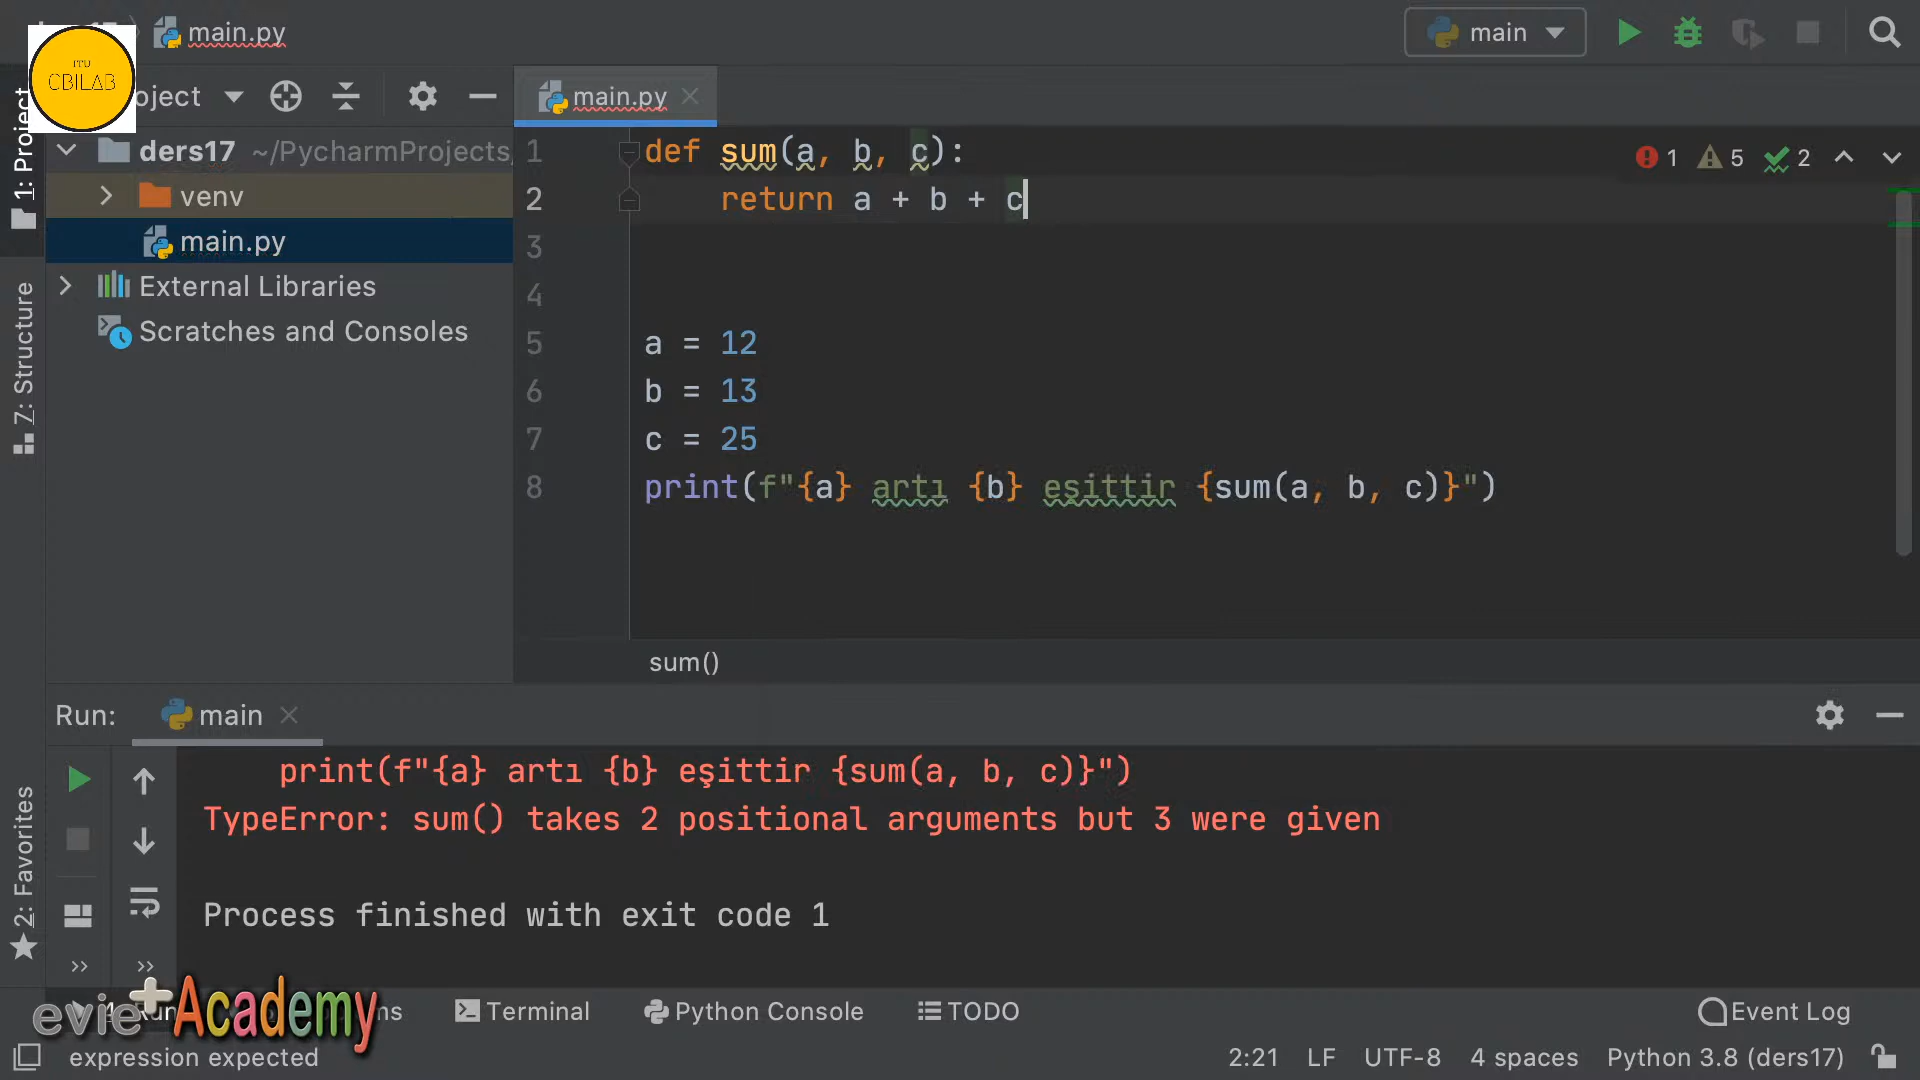 main.py
main
ITU
CBILAB
oject
main.py
1: Project
ders17 ~/PycharmProjects/
venv
main.py
External Libraries
Scratches and Consoles
7: Structure
1 def sum(a, b, c):
1 5 2
2 return a + b + c
3
4
5 a = 12
6 b = 13
7 c = 25
8 print(f"{a} artı {b} eşittir {sum(a, b, c)}")
sum()
Run: main
print(f"{a} artı {b} eşittir {sum(a, b, c)}")
TypeError: sum() takes 2 positional arguments but 3 were given
Process finished with exit code 1
2: Favorites
evie+Academy
Terminal
Python Console
TODO
Event Log
expression expected
2:21 LF UTF-8 4 spaces Python 3.8 (ders17)